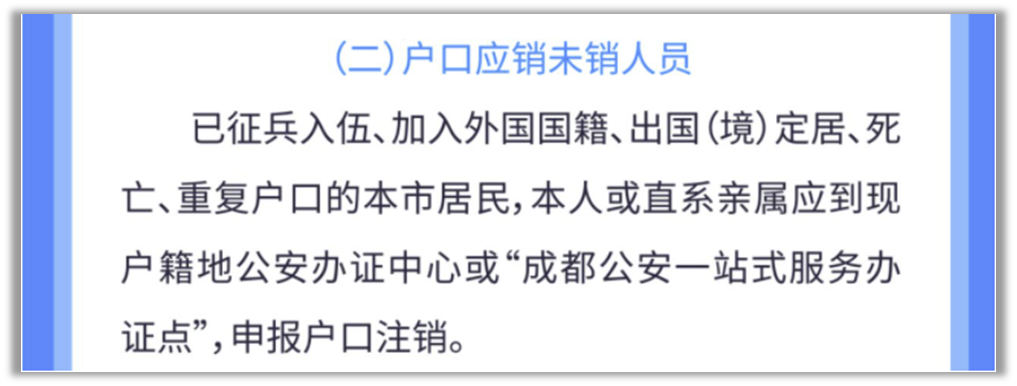 （二）户口应销未销人员
已征兵入伍、加入外国国籍、出国（境）定居、死
亡、重复户口的本市居民，本人或直系亲属应到现
户籍地公安办证中心或“成都公安一站式服务办
证点”，申报户口注销。